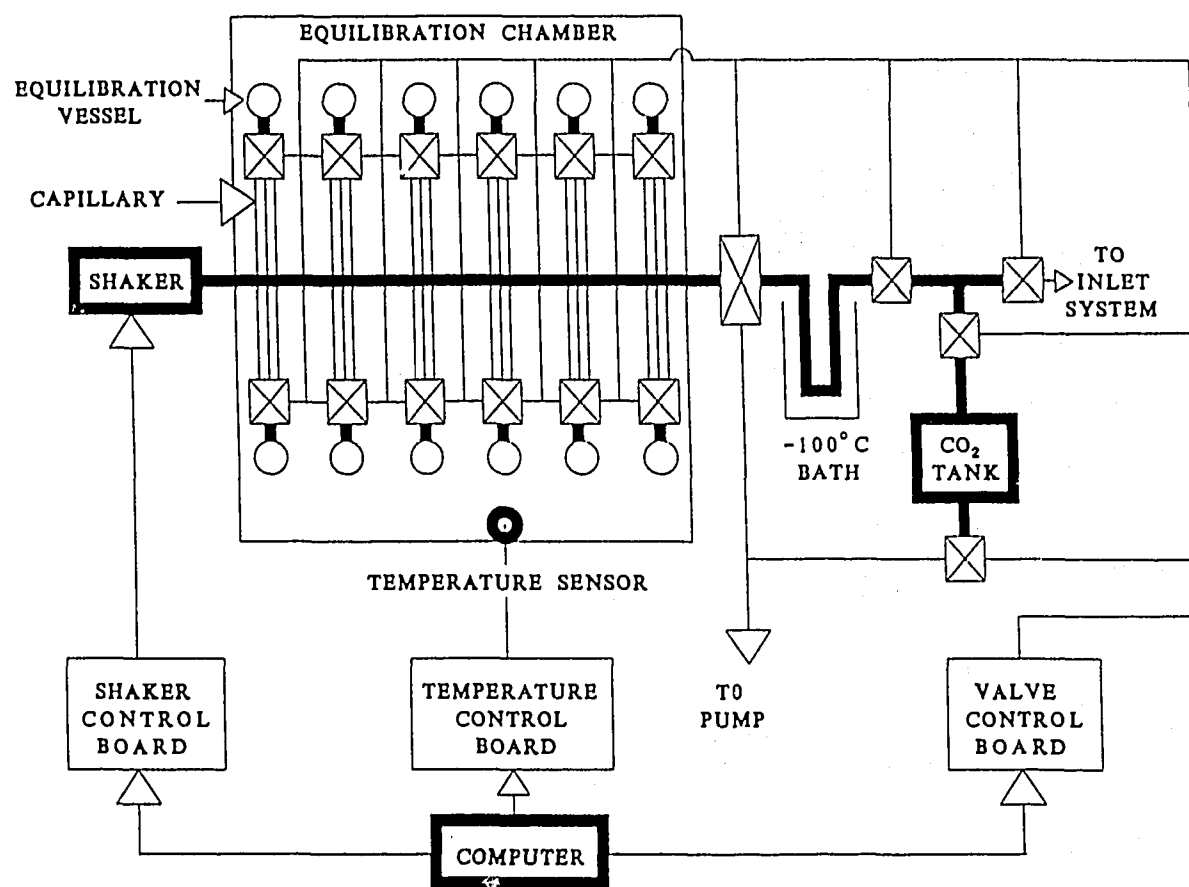 EQUILIBRATION CHAMBER
EQUILIBRATION
VESSEL
CAPILLARY
SHAKER
TO
INLET
SYSTEM
-100°C
BATH
CO₂
TANK
TEMPERATURE SENSOR
SHAKER
CONTROL
BOARD
TEMPERATURE
CONTROL
BOARD
TO
PUMP
VALVE
CONTROL
BOARD
COMPUTER